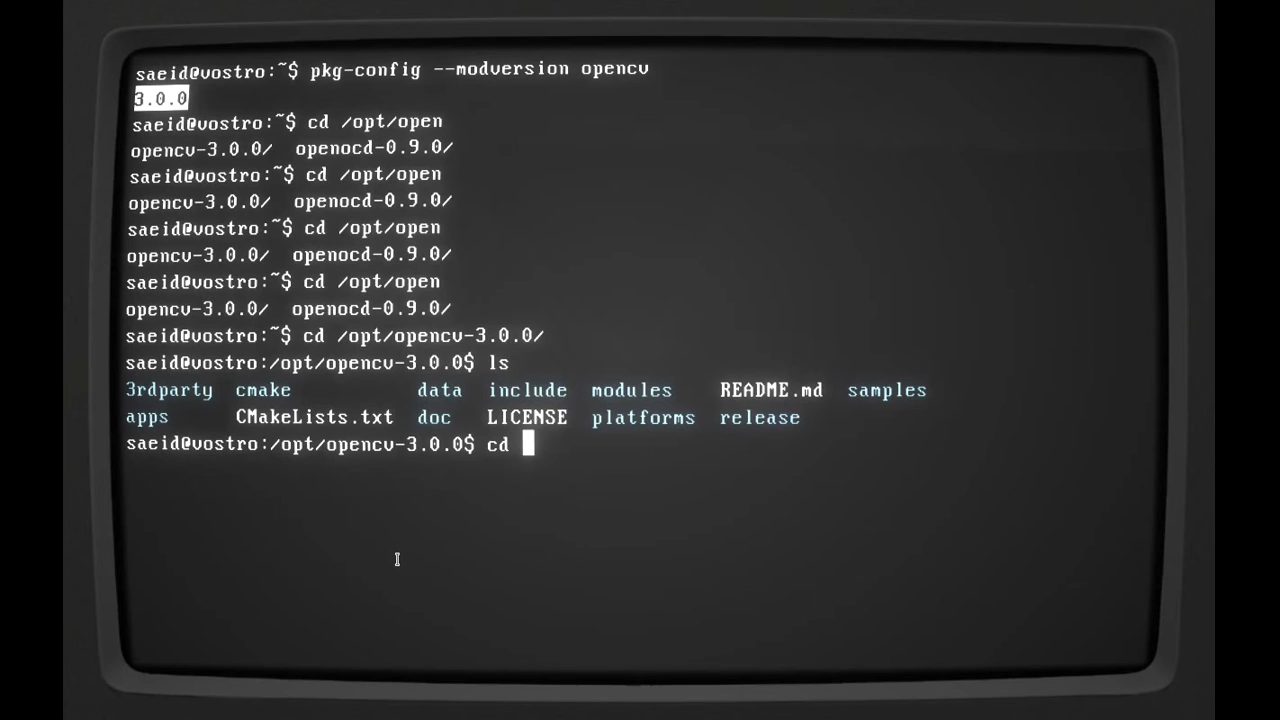 saeid@vostro:~$ pkg-config --modversion opencv
3.0.0
saeid@vostro:~$ cd /opt/open
opencv-3.0.0/  openocd-0.9.0/
saeid@vostro:~$ cd /opt/open
opencv-3.0.0/  openocd-0.9.0/
saeid@vostro:~$ cd /opt/open
opencv-3.0.0/  openocd-0.9.0/
saeid@vostro:~$ cd /opt/open
opencv-3.0.0/  openocd-0.9.0/
saeid@vostro:~$ cd /opt/opencv-3.0.0/
saeid@vostro:/opt/opencv-3.0.0$ ls
3rdparty  cmake           data  include  modules    README.md  samples
apps      CMakeLists.txt  doc   LICENSE  platforms  release
saeid@vostro:/opt/opencv-3.0.0$ cd